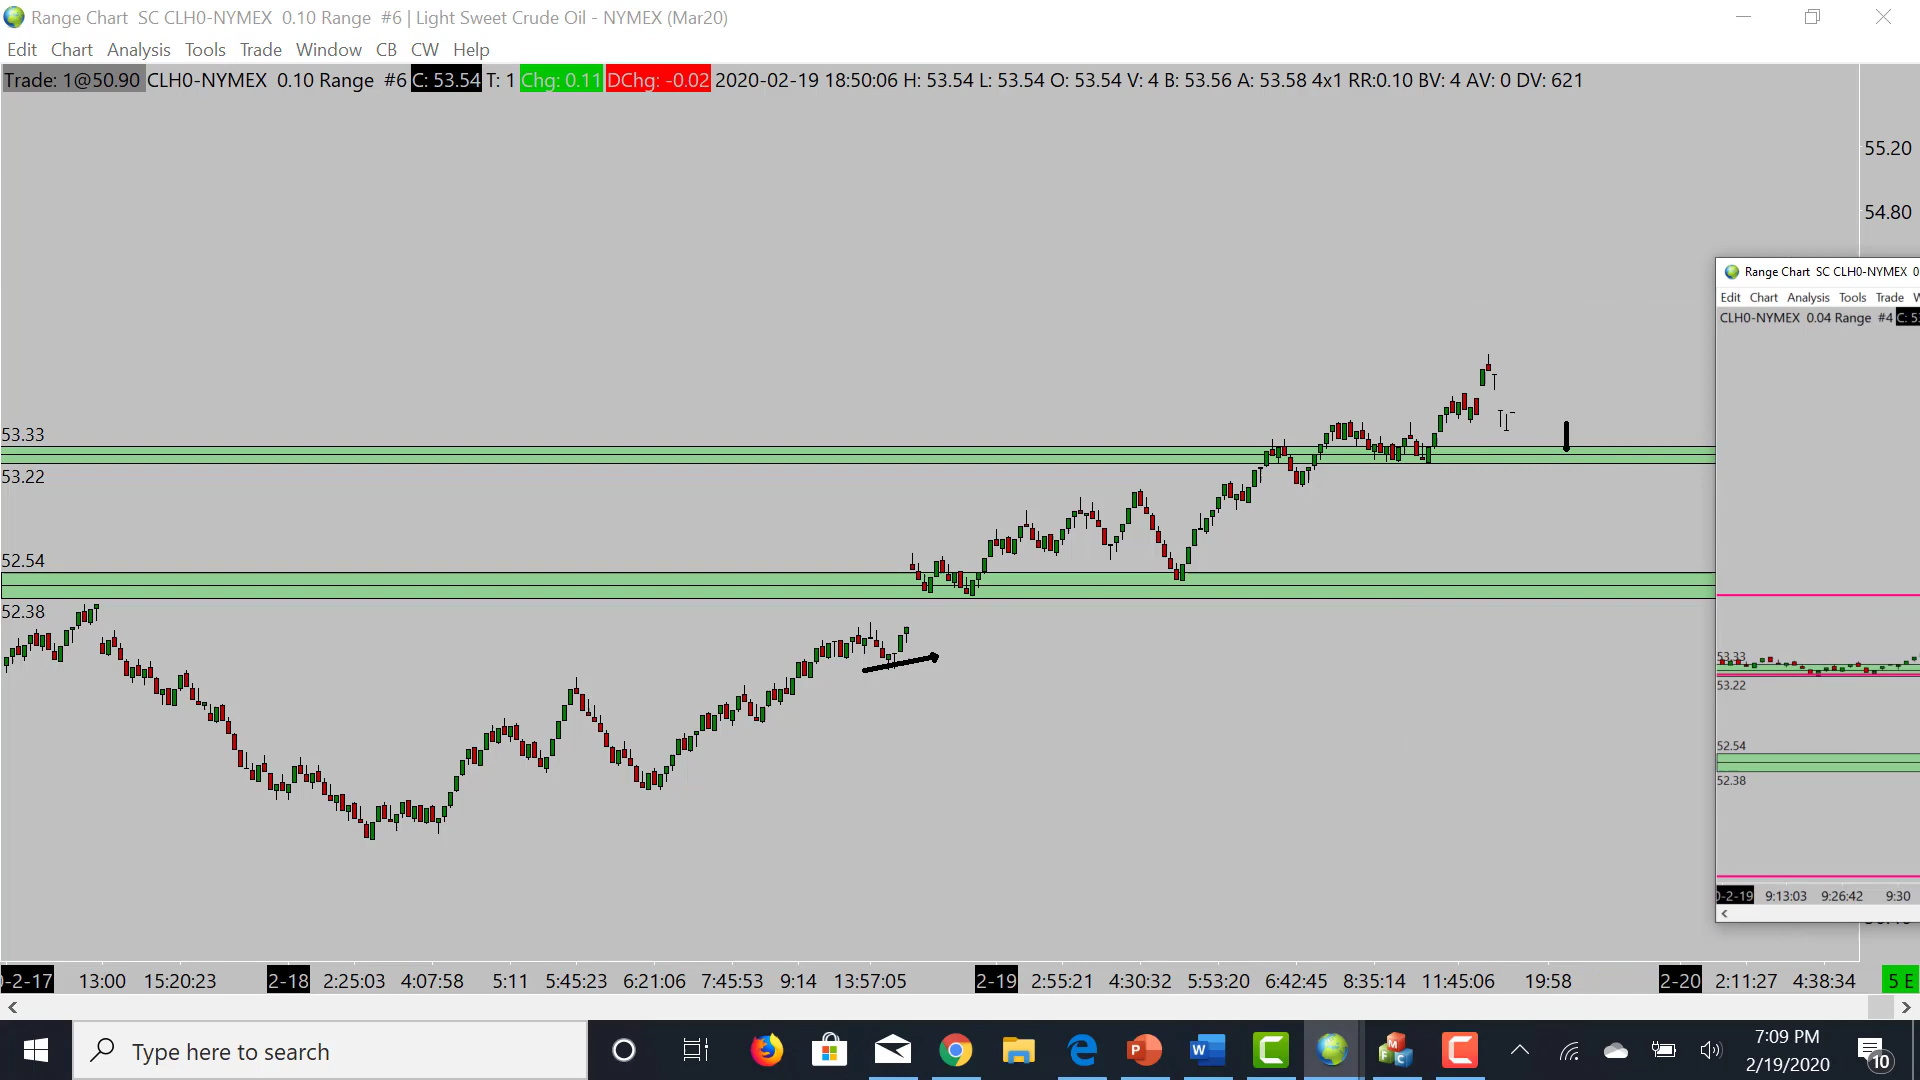 Range Chart SC CLH0-NYMEX 0.10 Range #6 | Light Sweet Crude Oil - NYMEX (Mar20)
Edit Chart Analysis Tools Trade Window CB CW Help
Trade: 1@50.90 CLH0-NYMEX 0.10 Range #6 C: 53.54 T: 1 Chg: 0.11 DChg: -0.02 2020-02-19 18:50:06 H: 53.54 L: 53.54 O: 53.54 V: 4 B: 53.56 A: 53.58 4x1 RR:0.10 BV: 4 AV: 0 DV: 621
55.20
54.80
Range Chart SC CLH0-NYMEX 0
Edit Chart Analysis Tools Trade
CLH0-NYMEX 0.04 Range #4 C: 53
53.33
53.22
52.54
52.38
53.33
53.22
52.54
52.38
0-2-19 9:13:03 9:26:42 9:30
0-2-17 13:00 15:20:23 2-18 2:25:03 4:07:58 5:11 5:45:23 6:21:06 7:45:53 9:14 13:57:05 2-19 2:55:21 4:30:32 5:53:20 6:42:45 8:35:14 11:45:06 19:58 2-20 2:11:27 4:38:34 5 E
Type here to search
7:09 PM
2/19/2020
10